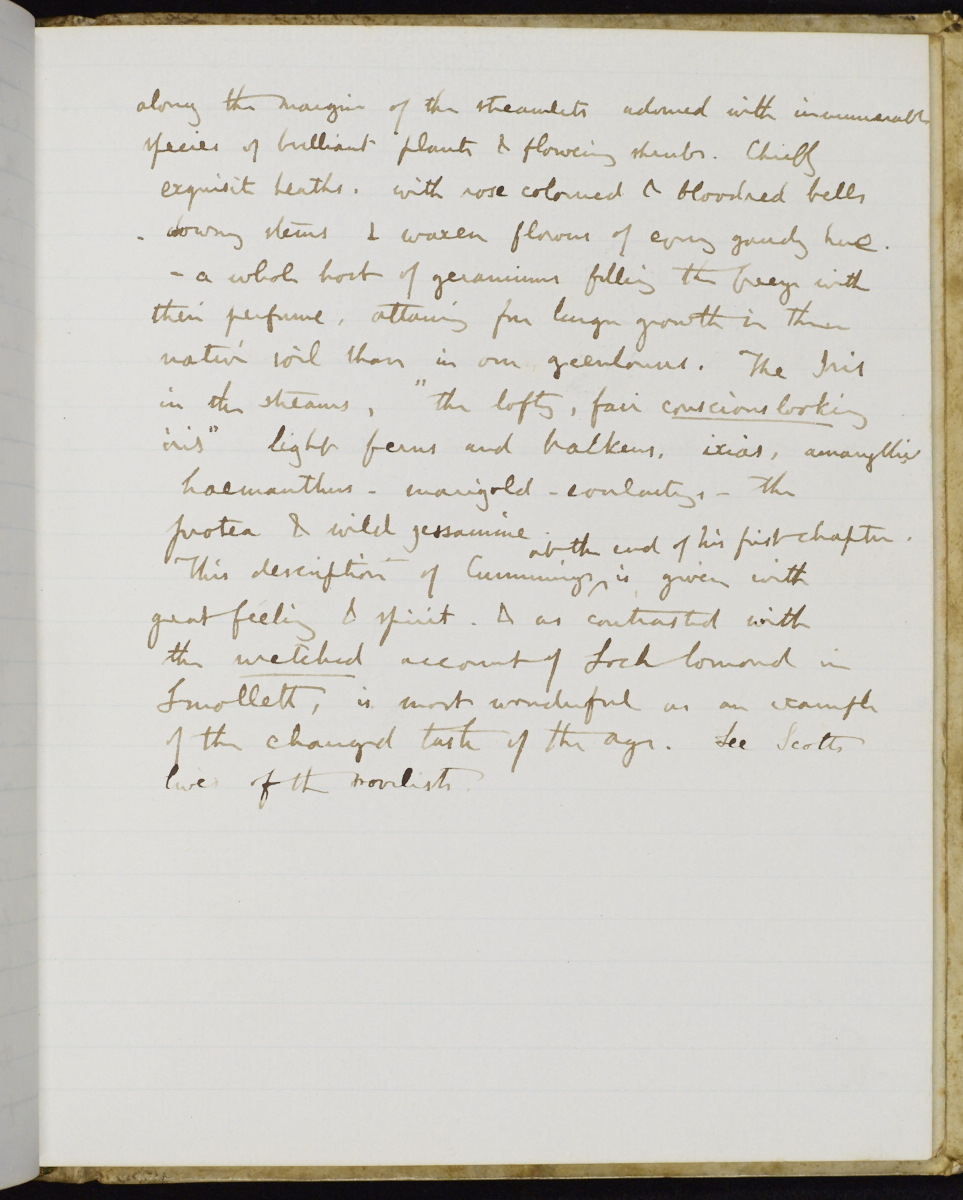 along the margin of the streamlets adorned with innumerable
species of brilliant plants & flowering shrubs. Chiefly
exquisit heaths. with rose coloured & bloodred bells
- downy stems & waxen flowers of every gaudy hue.
- a whole host of geraniums filling the breeze with
their perfume, attaining far larger growth in their
native soil than in our greenhouses. The Iris
in the streams, "the lofty, fair conscious looking
iris" light ferns and balkens, ixias, amaryllis
haemanthus - marigold - everlastings - the
protea & wild jessamine.
at the end of his first chapter.
This description of Cummings, is given with
great feeling & spirit. & as contrasted with
the wretched account of Loch lomond in
Smollett, is most wonderful as an example
of the changed taste of the age. See Scotts
lives of the novelists.